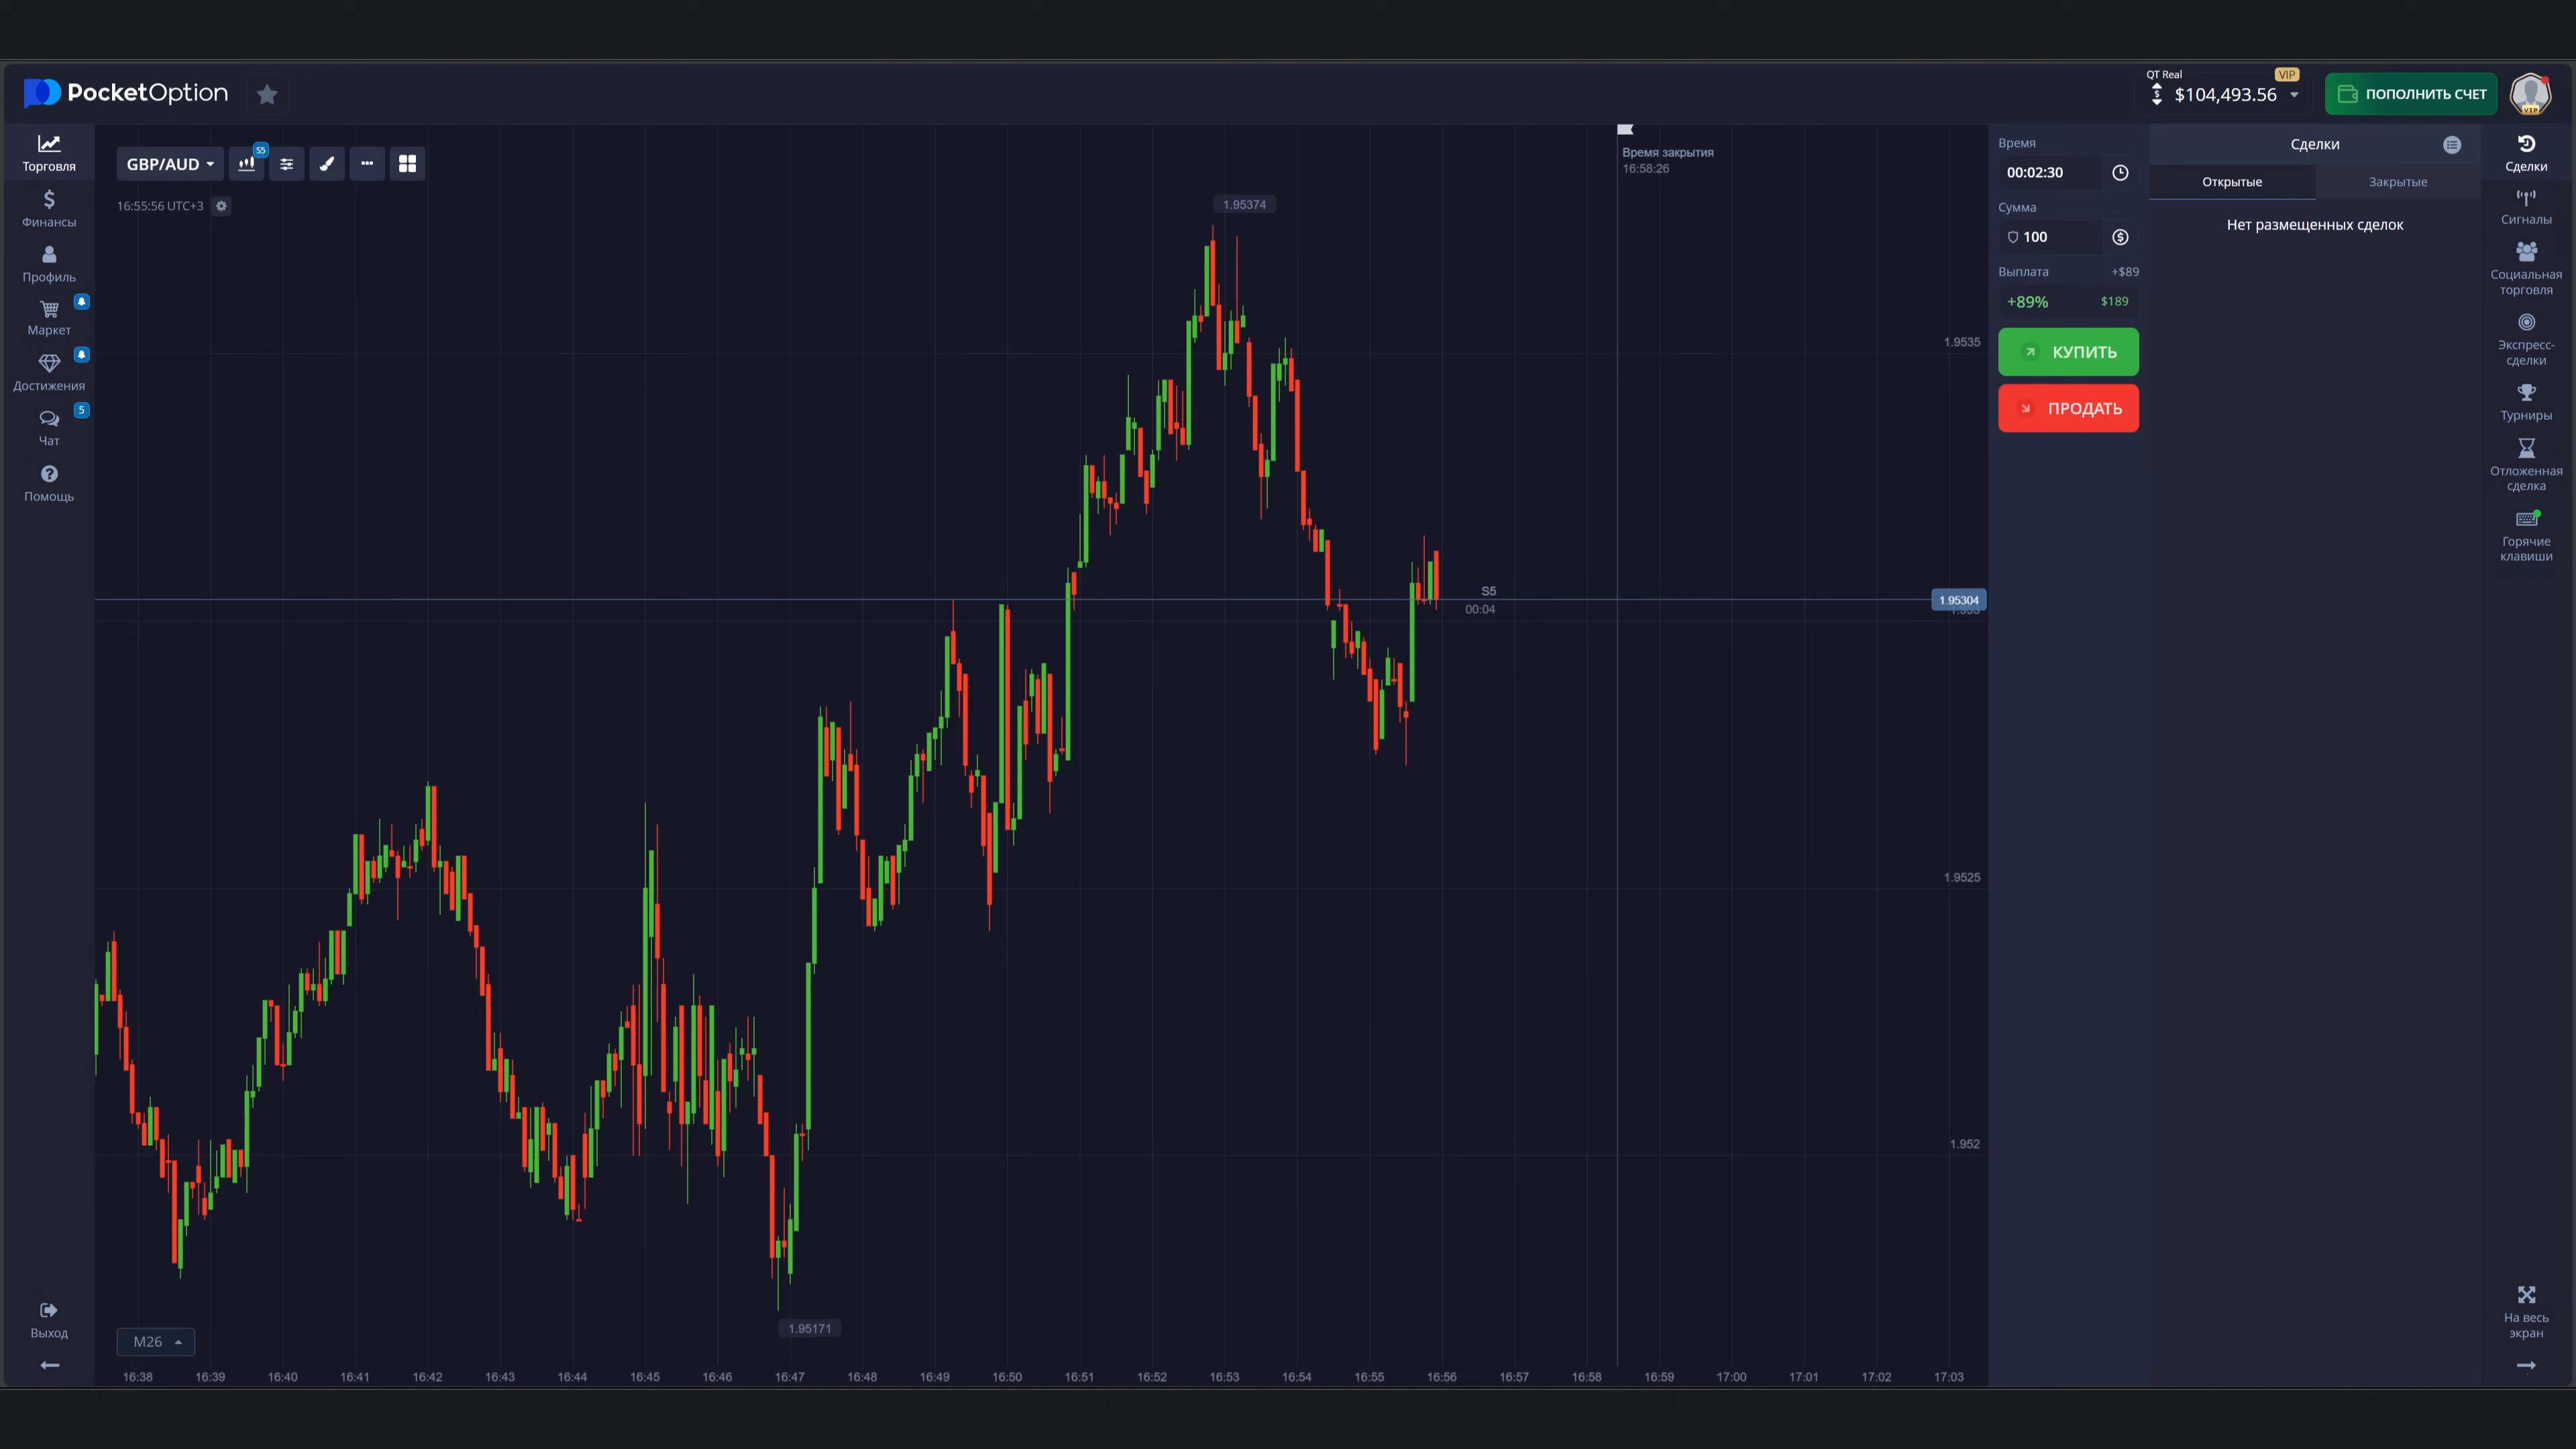 PocketOption
QT Real
VIP
$104,493.56
ПОПОЛНИТЬ СЧЕТ
VIP
Торговля
Финансы
Профиль
Маркет
Достижения
5
Чат
Помощь
Выход
GBP/AUD
S5
16:55:56 UTC+3
1.95374
Время закрытия
16:58:26
1.9535
S5
00:04
1.95304
1.9525
1.952
1.95171
M26
16:38 16:39 16:40 16:41 16:42 16:43 16:44 16:45 16:46 16:47 16:48 16:49 16:50 16:51 16:52 16:53 16:54 16:55 16:56 16:57 16:58 16:59 17:00 17:01 17:02 17:03
Время
00:02:30
Сумма
100
Выплата +$89
+89% $189
КУПИТЬ
ПРОДАТЬ
Сделки
Открытые Закрытые
Нет размещенных сделок
Сделки
Сигналы
Социальная
торговля
Экспресс-
сделки
Турниры
Отложенная
сделка
Горячие
клавиши
На весь
экран